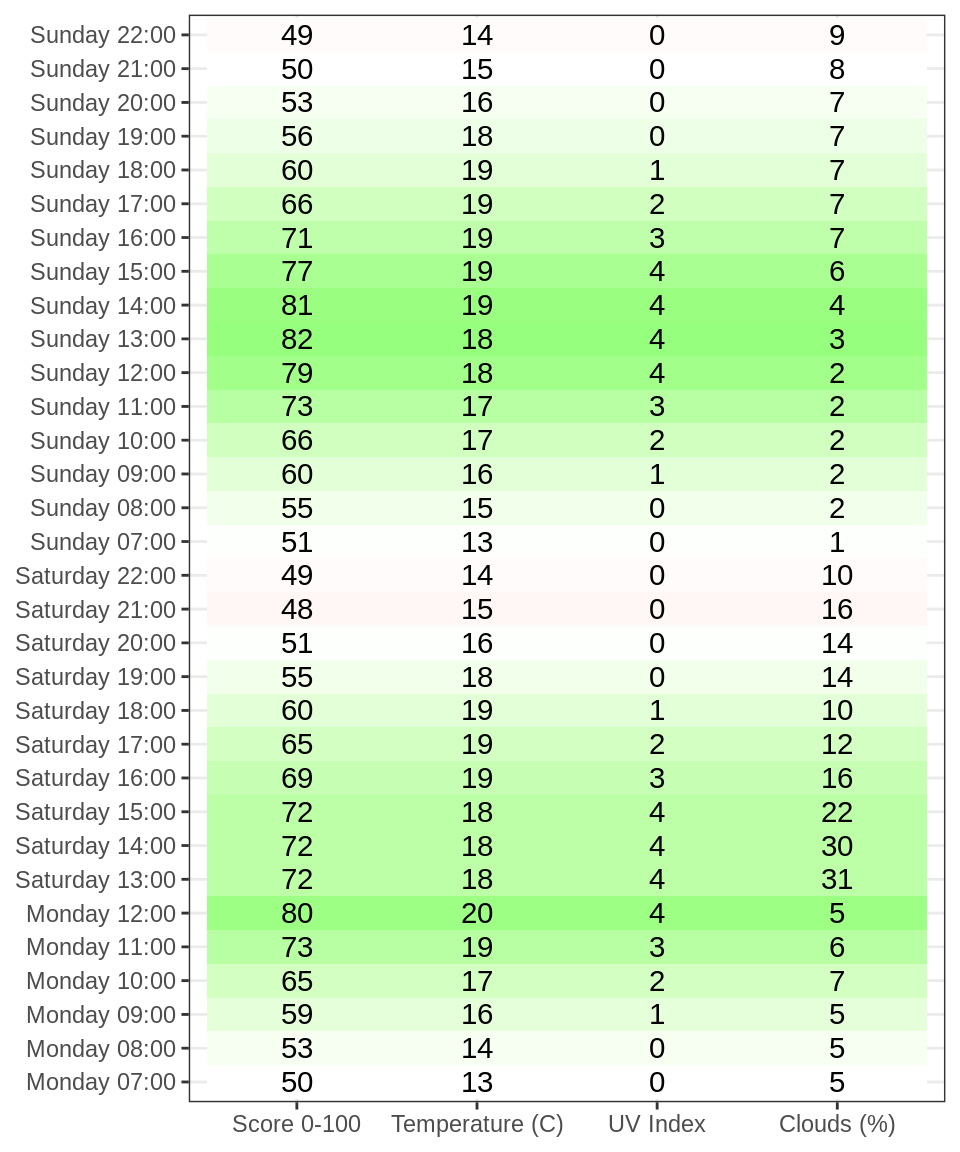 Sunday 22:00 49 14 0 9
Sunday 21:00 50 15 0 8
Sunday 20:00 53 16 0 7
Sunday 19:00 56 18 0 7
Sunday 18:00 60 19 1 7
Sunday 17:00 66 19 2 7
Sunday 16:00 71 19 3 7
Sunday 15:00 77 19 4 6
Sunday 14:00 81 19 4 4
Sunday 13:00 82 18 4 3
Sunday 12:00 79 18 4 2
Sunday 11:00 73 17 3 2
Sunday 10:00 66 17 2 2
Sunday 09:00 60 16 1 2
Sunday 08:00 55 15 0 2
Sunday 07:00 51 13 0 1
Saturday 22:00 49 14 0 10
Saturday 21:00 48 15 0 16
Saturday 20:00 51 16 0 14
Saturday 19:00 55 18 0 14
Saturday 18:00 60 19 1 10
Saturday 17:00 65 19 2 12
Saturday 16:00 69 19 3 16
Saturday 15:00 72 18 4 22
Saturday 14:00 72 18 4 30
Saturday 13:00 72 18 4 31
Monday 12:00 80 20 4 5
Monday 11:00 73 19 3 6
Monday 10:00 65 17 2 7
Monday 09:00 59 16 1 5
Monday 08:00 53 14 0 5
Monday 07:00 50 13 0 5
Score 0-100 Temperature (C) UV Index Clouds (%)